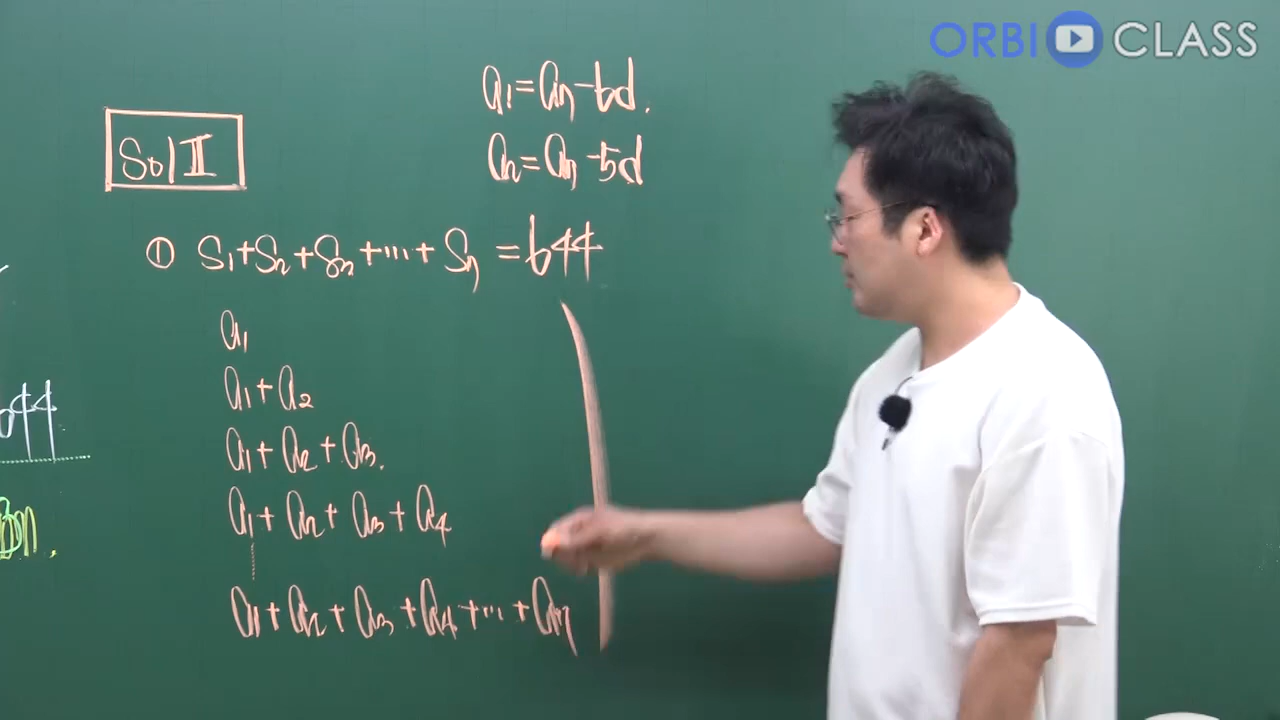 ORBI CLASS
a₁=a₇-6d.
a₂=a₇-5d
Sol Ⅱ
① S₁+S₂+S₃+⋯+S₇=644
a₁
a₁+a₂
a₁+a₂+a₃.
a₁+a₂+a₃+a₄
a₁+a₂+a₃+a₄+⋯+a₇
644